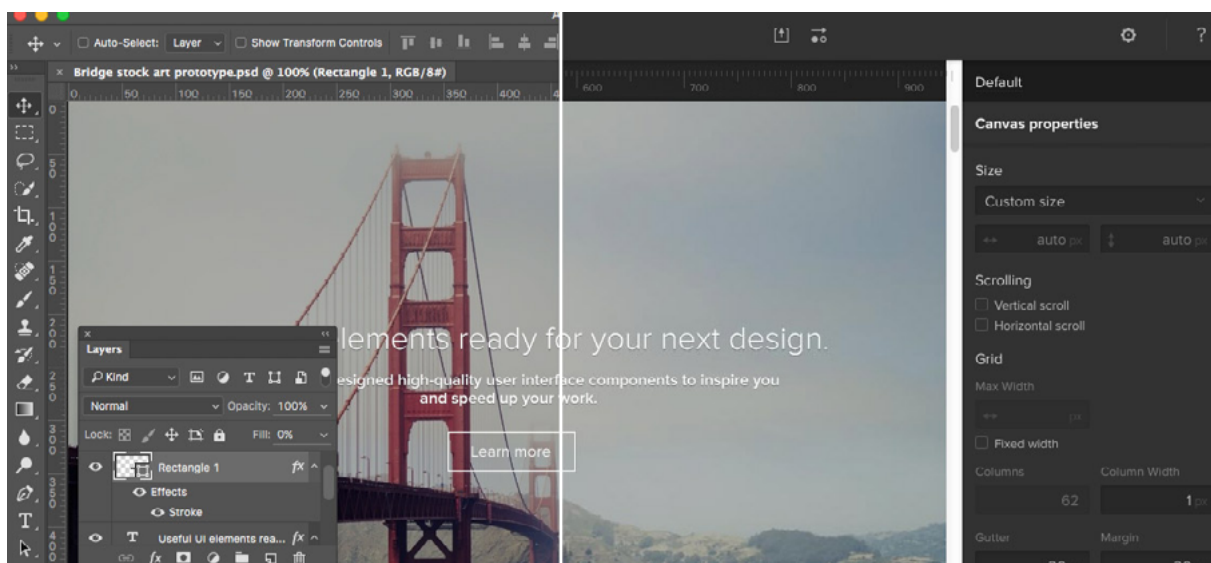 Auto-Select: Layer Show Transform Controls
Bridge stock art prototype.psd @ 100% (Rectangle 1, RGB/8#)
0 50 100 150 200 250 300 350 400 600 700 800 900
Default
Canvas properties
Size
Custom size
auto px auto px
Scrolling
Vertical scroll
Horizontal scroll
Grid
Max Width
px
Fixed width
Columns Column Width
62 1 px
Gutter Margin
lements ready for your next design.
esigned high-quality user interface components to inspire you
and speed up your work.
Learn more
Layers
Kind
Normal Opacity: 100%
Lock: Fill: 0%
Rectangle 1 fx
Effects
Stroke
T Useful UI elements rea... fx
fx